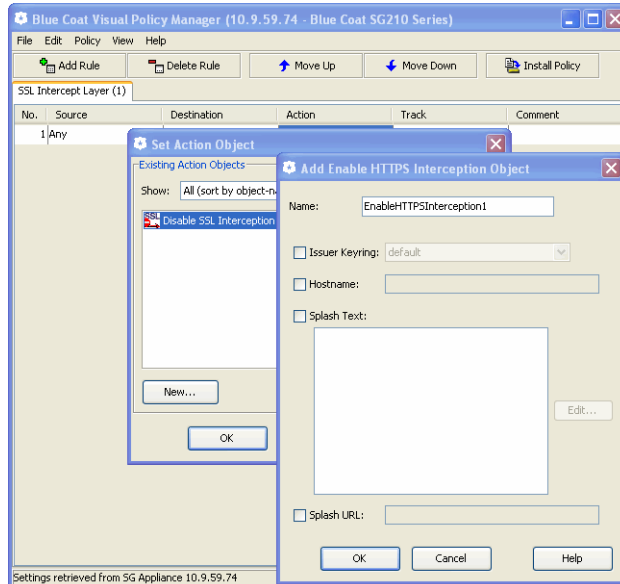 Blue Coat Visual Policy Manager (10.9.59.74 - Blue Coat SG210 Series)
File Edit Policy View Help
Add Rule Delete Rule Move Up Move Down Install Policy
SSL Intercept Layer (1)
No. Source Destination Action Track Comment
1 Any
Set Action Object
Existing Action Objects
Show: All (sort by object-na
SSL Disable SSL Interception
New...
OK
Add Enable HTTPS Interception Object
Name: EnableHTTPSInterception1
Issuer Keyring: default
Hostname:
Splash Text:
Edit...
Splash URL:
OK Cancel Help
Settings retrieved from SG Appliance 10.9.59.74